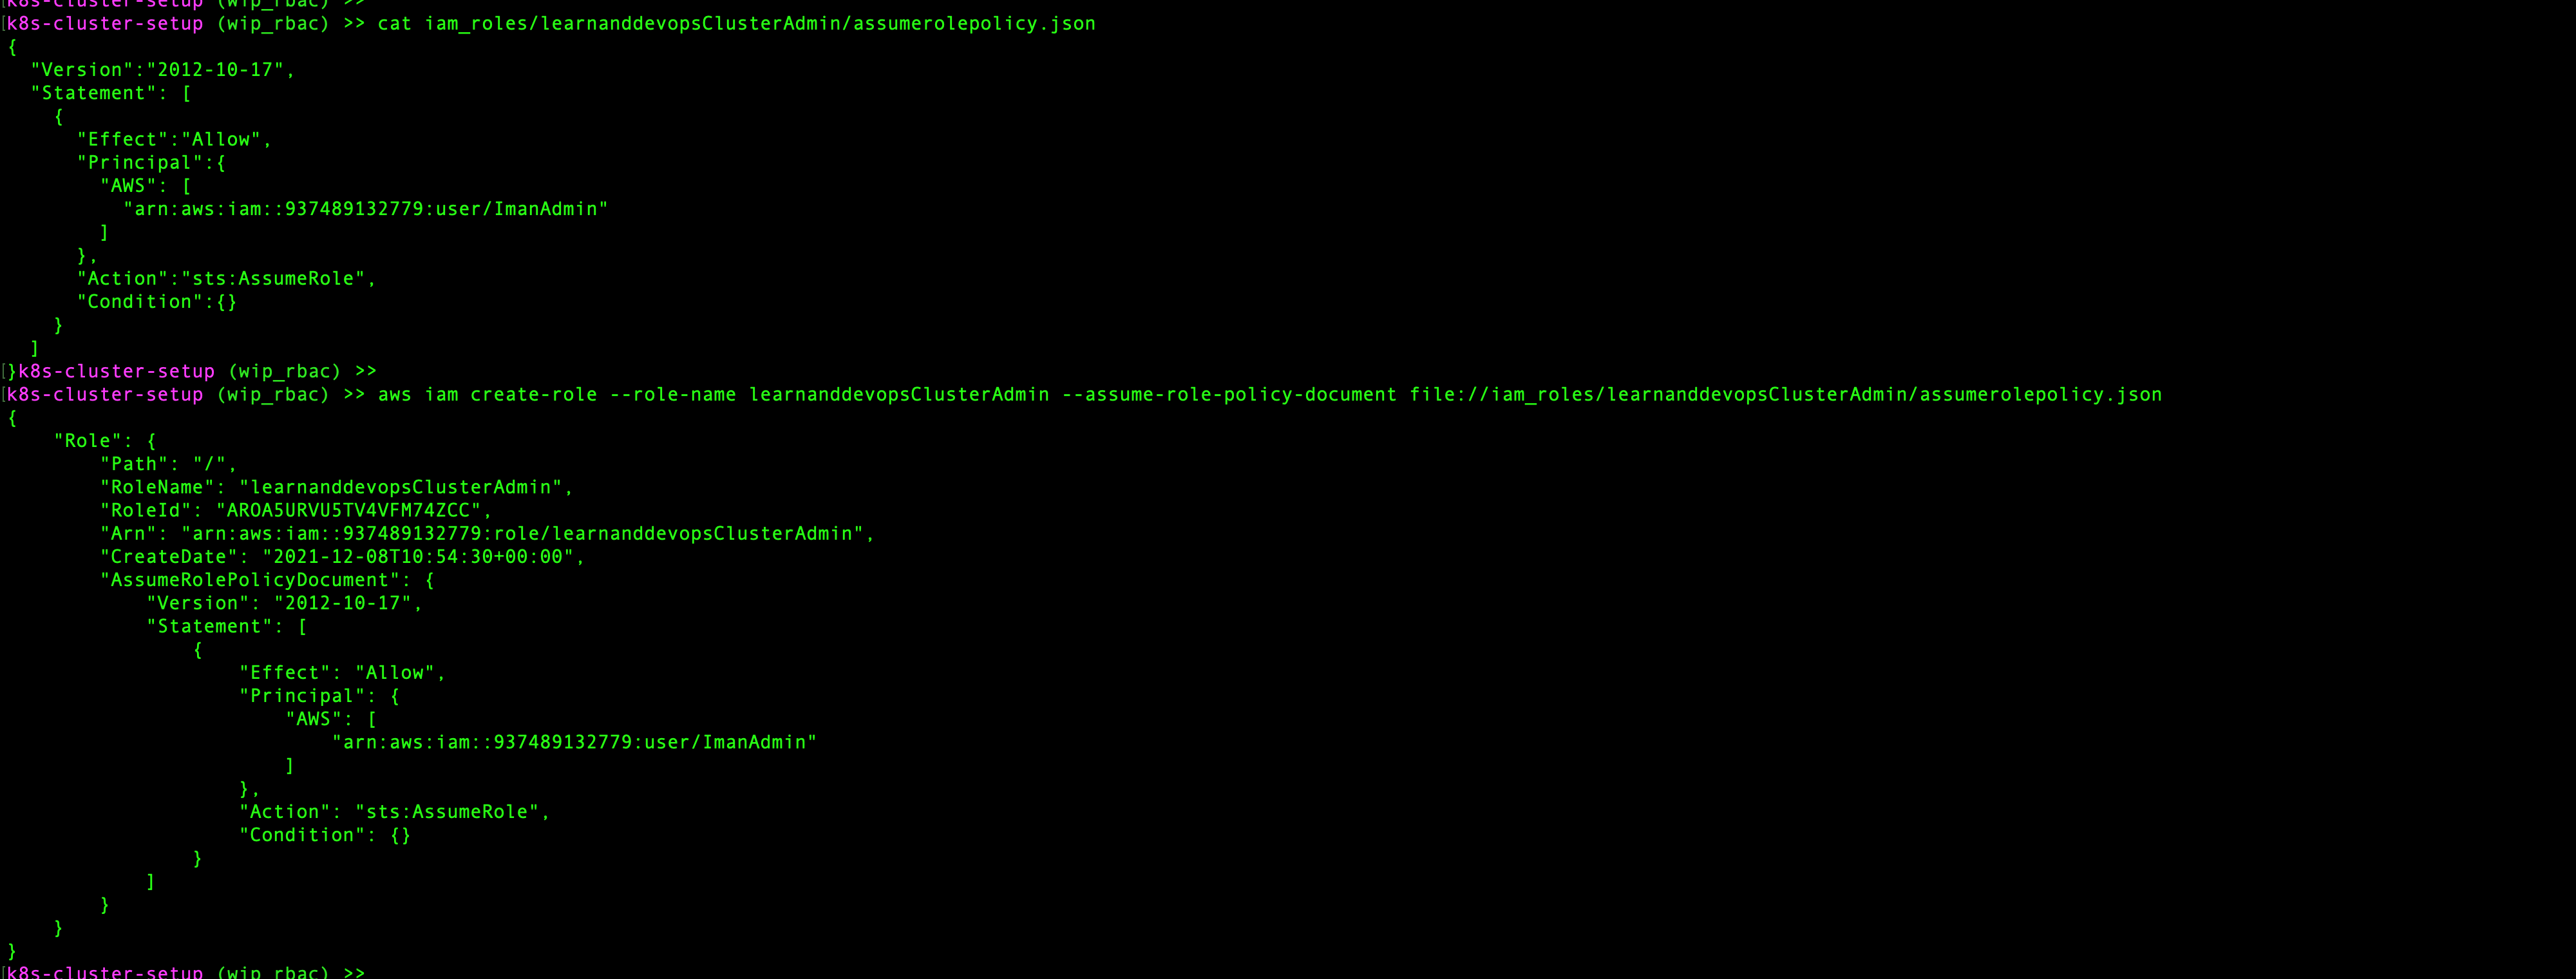 [k8s-cluster-setup (wip_rbac) >>
[k8s-cluster-setup (wip_rbac) >> cat iam_roles/learnanddevopsClusterAdmin/assumerolepolicy.json
{
  "Version":"2012-10-17",
  "Statement": [
    {
      "Effect":"Allow",
      "Principal":{
        "AWS": [
          "arn:aws:iam::937489132779:user/ImanAdmin"
        ]
      },
      "Action":"sts:AssumeRole",
      "Condition":{}
    }
  ]
[}k8s-cluster-setup (wip_rbac) >>
[k8s-cluster-setup (wip_rbac) >> aws iam create-role --role-name learnanddevopsClusterAdmin --assume-role-policy-document file://iam_roles/learnanddevopsClusterAdmin/assumerolepolicy.json
{
    "Role": {
        "Path": "/",
        "RoleName": "learnanddevopsClusterAdmin",
        "RoleId": "AROA5URVU5TV4VFM74ZCC",
        "Arn": "arn:aws:iam::937489132779:role/learnanddevopsClusterAdmin",
        "CreateDate": "2021-12-08T10:54:30+00:00",
        "AssumeRolePolicyDocument": {
            "Version": "2012-10-17",
            "Statement": [
                {
                    "Effect": "Allow",
                    "Principal": {
                        "AWS": [
                            "arn:aws:iam::937489132779:user/ImanAdmin"
                        ]
                    },
                    "Action": "sts:AssumeRole",
                    "Condition": {}
                }
            ]
        }
    }
}
[k8s-cluster-setup (wip_rbac) >>